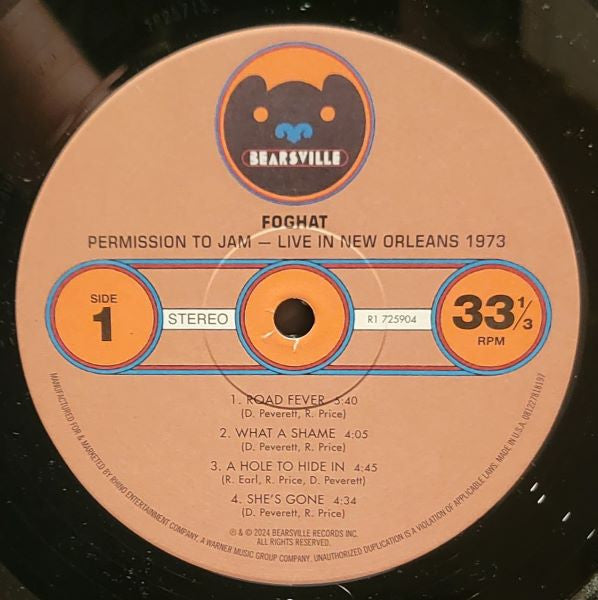 BEARSVILLE
FOGHAT
PERMISSION TO JAM – LIVE IN NEW ORLEANS 1973
SIDE
1
STEREO
R1 725904
33 1/3
RPM
1. ROAD FEVER 5:40
(D. Peverett, R. Price)
2. WHAT A SHAME 4:05
(D. Peverett, R. Price)
3. A HOLE TO HIDE IN 4:45
(R. Earl, R. Price, D. Peverett)
4. SHE'S GONE 4:34
(D. Peverett, R. Price)
℗ & © 2024 BEARSVILLE RECORDS INC.
ALL RIGHTS RESERVED.
MANUFACTURED FOR & MARKETED BY RHINO ENTERTAINMENT COMPANY, A WARNER MUSIC GROUP COMPANY. UNAUTHORIZED DUPLICATION IS A VIOLATION OF APPLICABLE LAWS. MADE IN U.S.A. 081227818197